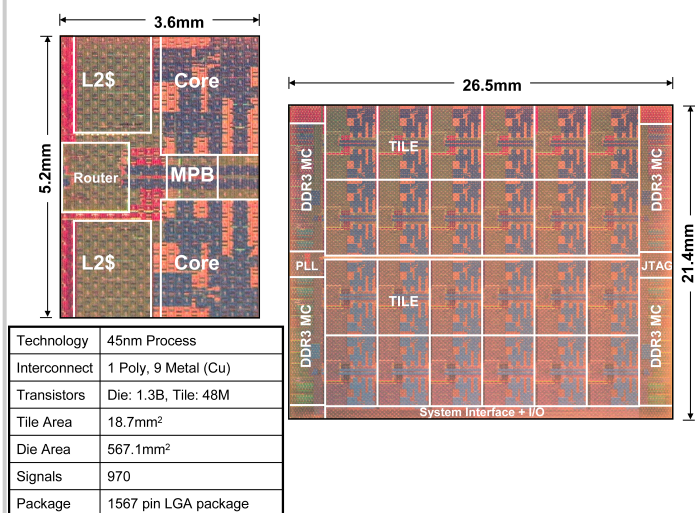 3.6mm
5.2mm
L2$
Core
Router
MPB
L2$
Core
26.5mm
21.4mm
DDR3 MC
TILE
DDR3 MC
PLL
JTAG
DDR3 MC
TILE
DDR3 MC
System Interface + I/O
Technology 45nm Process
Interconnect 1 Poly, 9 Metal (Cu)
Transistors Die: 1.3B, Tile: 48M
Tile Area 18.7mm²
Die Area 567.1mm²
Signals 970
Package 1567 pin LGA package